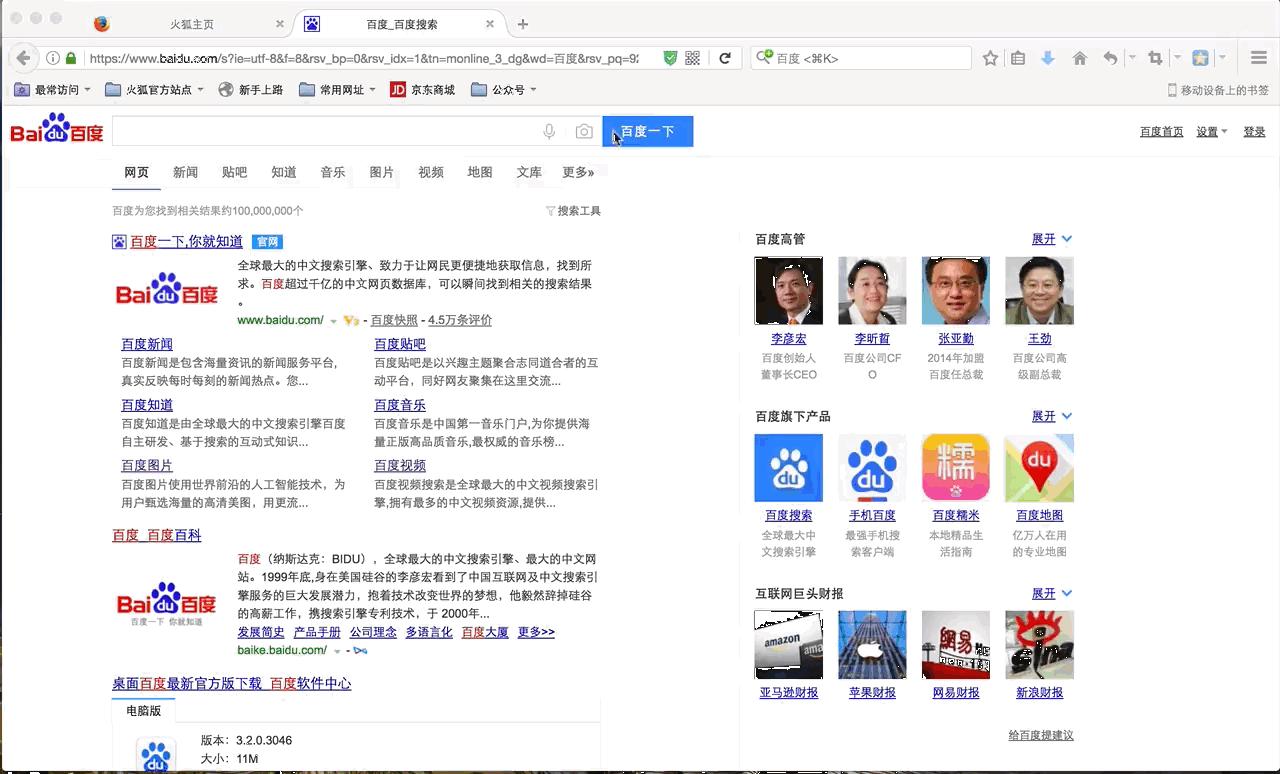 火狐主页
百度_百度搜索
https://www.baidu.com/s?ie=utf-8&f=8&rsv_bp=0&rsv_idx=1&tn=monline_3_dg&wd=百度&rsv_pq=92
百度 <⌘K>
最常访问 火狐官方站点 新手上路 常用网址 JD 京东商城 公众号 移动设备上的书签
Bai du 百度 百度一下 百度首页 设置 登录
网页 新闻 贴吧 知道 音乐 图片 视频 地图 文库 更多»
百度为您找到相关结果约100,000,000个 搜索工具
百度一下,你就知道 官网
Bai du 百度
全球最大的中文搜索引擎、致力于让网民更便捷地获取信息，找到所
求。百度超过千亿的中文网页数据库，可以瞬间找到相关的搜索结果
。
www.baidu.com/ - 百度快照 - 4.5万条评价
百度新闻
百度新闻是包含海量资讯的新闻服务平台,
真实反映每时每刻的新闻热点。您...
百度贴吧
百度贴吧是以兴趣主题聚合志同道合者的互
动平台，同好网友聚集在这里交流...
百度知道
百度知道是由全球最大的中文搜索引擎百度
自主研发、基于搜索的互动式知识...
百度音乐
百度音乐是中国第一音乐门户,为你提供海
量正版高品质音乐,最权威的音乐榜...
百度图片
百度图片使用世界前沿的人工智能技术，为
用户甄选海量的高清美图，用更流...
百度视频
百度视频搜索是全球最大的中文视频搜索引
擎,拥有最多的中文视频资源,提供...
百度_百度百科
Bai du 百度
百度一下 你就知道
百度（纳斯达克：BIDU），全球最大的中文搜索引擎、最大的中文网
站。1999年底,身在美国硅谷的李彦宏看到了中国互联网及中文搜索引
擎服务的巨大发展潜力，抱着技术改变世界的梦想，他毅然辞掉硅谷
的高薪工作，携搜索引擎专利技术，于 2000年...
发展简史 产品手册 公司理念 多语言化 百度大厦 更多>>
baike.baidu.com/ -
桌面百度最新官方版下载_百度软件中心
电脑版
du
版本：3.2.0.3046
大小：11M
百度高管 展开
李彦宏 李昕晢 张亚勤 王劲
百度创始人
董事长CEO
百度公司CF
O
2014年加盟
百度任总裁
百度公司高
级副总裁
百度旗下产品 展开
du du 糯 du
百度搜索 手机百度 百度糯米 百度地图
全球最大中
文搜索引擎
最强手机搜
索客户端
本地精品生
活指南
亿万人在用
的专业地图
互联网巨头财报 展开
amazon 網易 sina
亚马逊财报 苹果财报 网易财报 新浪财报
给百度提建议